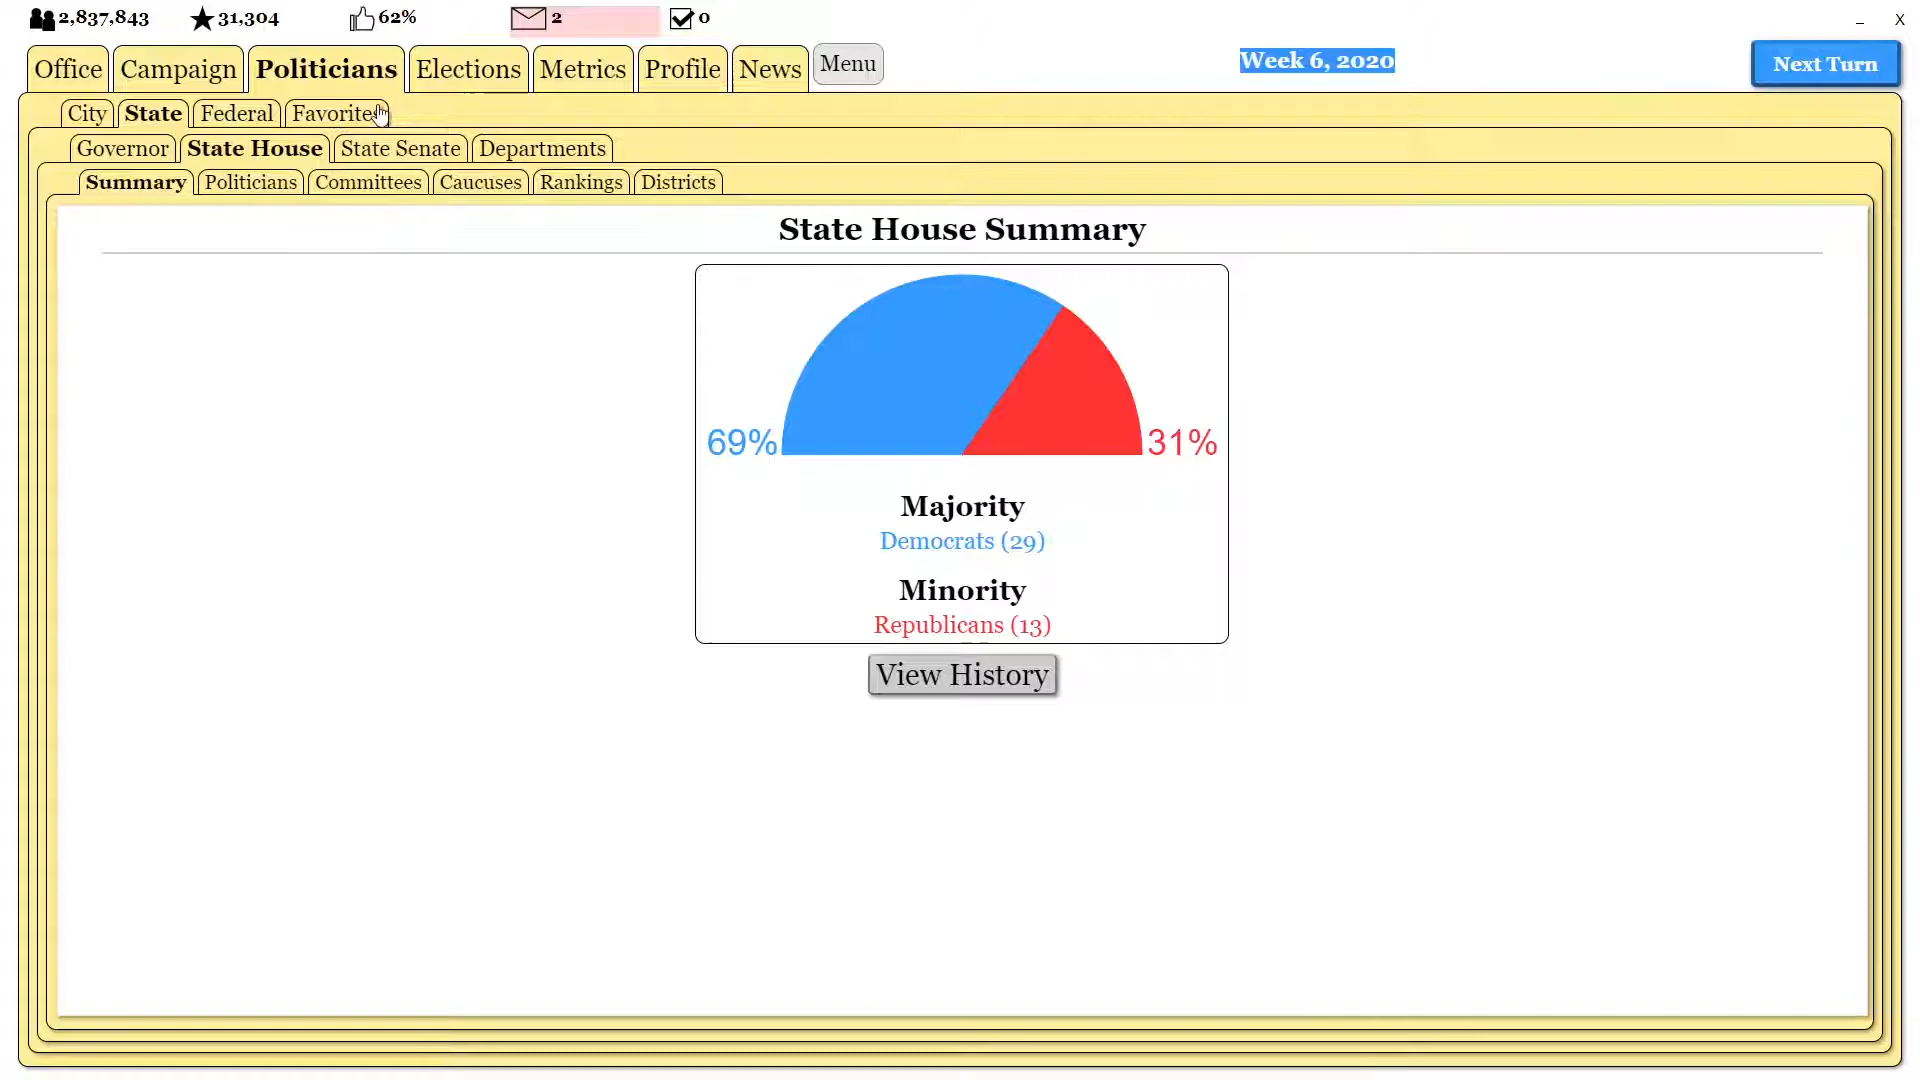 2,837,843 31,304 62% 2 0
_ X
Office Campaign Politicians Elections Metrics Profile News Menu Week 6, 2020 Next Turn
City State Federal Favorites
Governor State House State Senate Departments
Summary Politicians Committees Caucuses Rankings Districts
State House Summary
69% 31%
Majority
Democrats (29)
Minority
Republicans (13)
View History